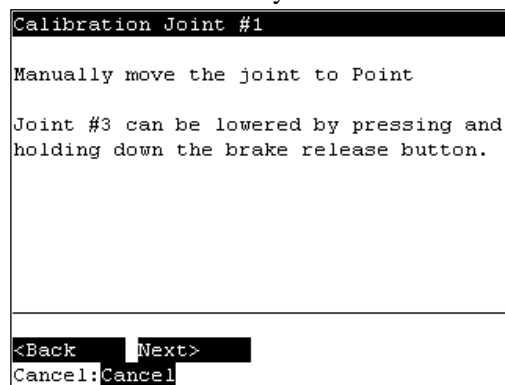 Calibration Joint #1
Manually move the joint to Point
Joint #3 can be lowered by pressing and
holding down the brake release button.
<Back Next>
Cancel:Cancel